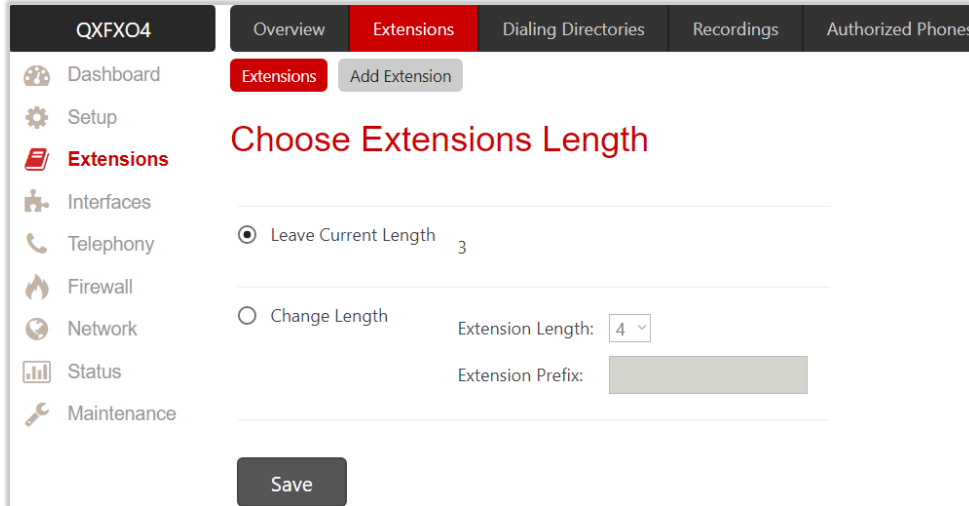 QXFXO4
Overview Extensions Dialing Directories Recordings Authorized Phones
Dashboard
Setup
Extensions
Interfaces
Telephony
Firewall
Network
Status
Maintenance
Extensions Add Extension
Choose Extensions Length
Leave Current Length 3
Change Length Extension Length: 4
Extension Prefix:
Save